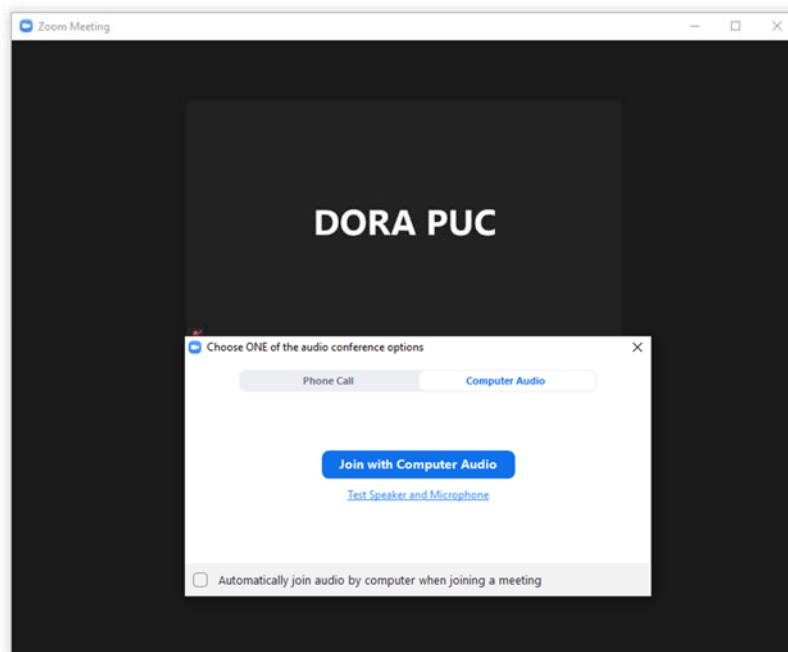 Zoom Meeting
DORA PUC
Choose ONE of the audio conference options
Phone Call
Computer Audio
Join with Computer Audio
Test Speaker and Microphone
Automatically join audio by computer when joining a meeting